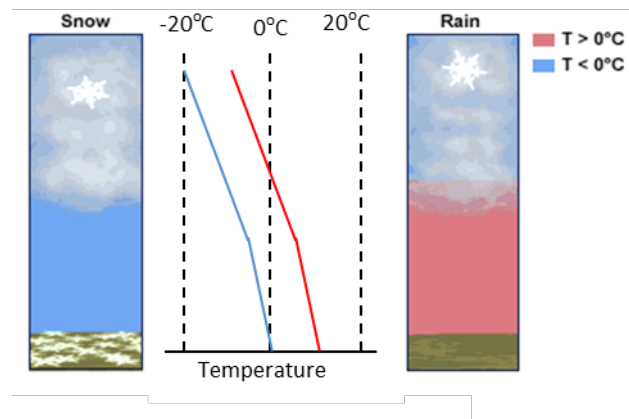 Snow
-20°C
0°C
20°C
Rain
T > 0°C
T < 0°C
Temperature